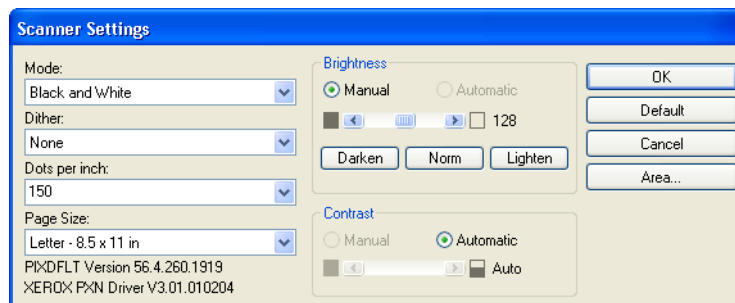 Scanner Settings
Mode:
Black and White
Dither:
None
Dots per inch:
150
Page Size:
Letter - 8.5 x 11 in
PIXDFLT Version 56.4.260.1919
XEROX PXN Driver V3.01.010204
Brightness
Manual Automatic
128
Darken Norm Lighten
Contrast
Manual Automatic
Auto
OK
Default
Cancel
Area...